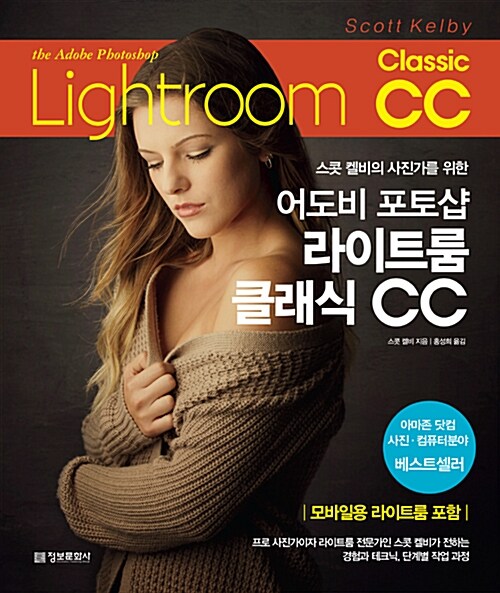 Scott Kelby
the Adobe Photoshop
Lightroom
Classic
CC
스콧 켈비의 사진가를 위한
어도비 포토샵
라이트룸
클래식 CC
스콧 켈비 지음 | 홍성희 옮김
아마존 닷컴
사진·컴퓨터분야
베스트셀러
| 모바일용 라이트룸 포함 |
프로 사진가이자 라이트룸 전문가인 스콧 켈비가 전하는
경험과 테크닉, 단계별 작업 과정
정보문화사